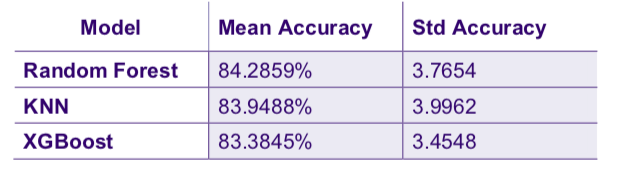 Model Mean Accuracy Std Accuracy
Random Forest 84.2859% 3.7654
KNN 83.9488% 3.9962
XGBoost 83.3845% 3.4548